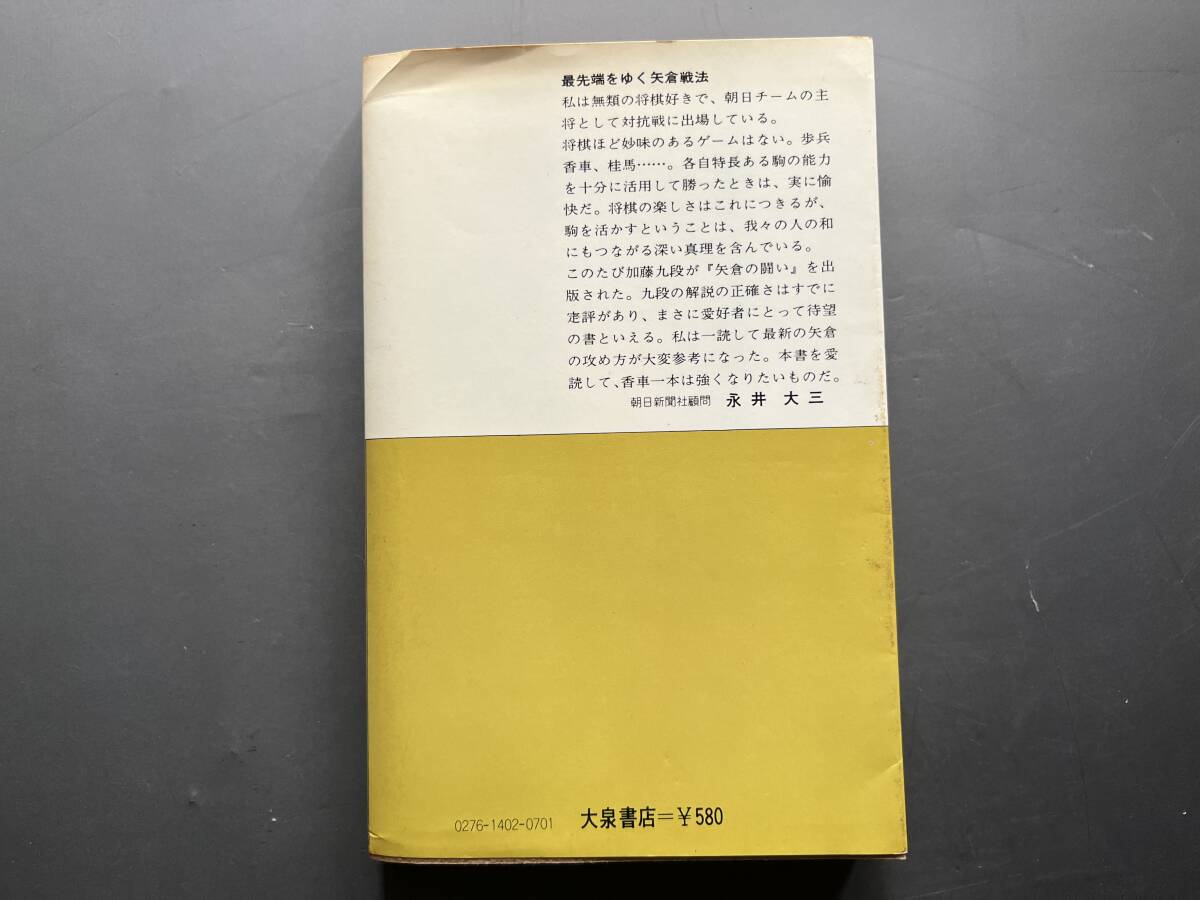 最先端をゆく矢倉戦法
私は無類の将棋好きで、朝日チームの主
将として対抗戦に出場している。
将棋ほど妙味のあるゲームはない。歩兵
香車、桂馬……。各自特長ある駒の能力
を十分に活用して勝ったときは、実に愉
快だ。将棋の楽しさはこれにつきるが、
駒を活かすということは、我々の人の和
にもつながる深い真理を含んでいる。
このたび加藤九段が『矢倉の闘い』を出
版された。九段の解説の正確さはすでに
定評があり、まさに愛好者にとって待望
の書といえる。私は一読して最新の矢倉
の攻め方が大変参考になった。本書を愛
読して、香車一本は強くなりたいものだ。
朝日新聞社顧問 永井大三
0276-1402-0701 大泉書店=￥580